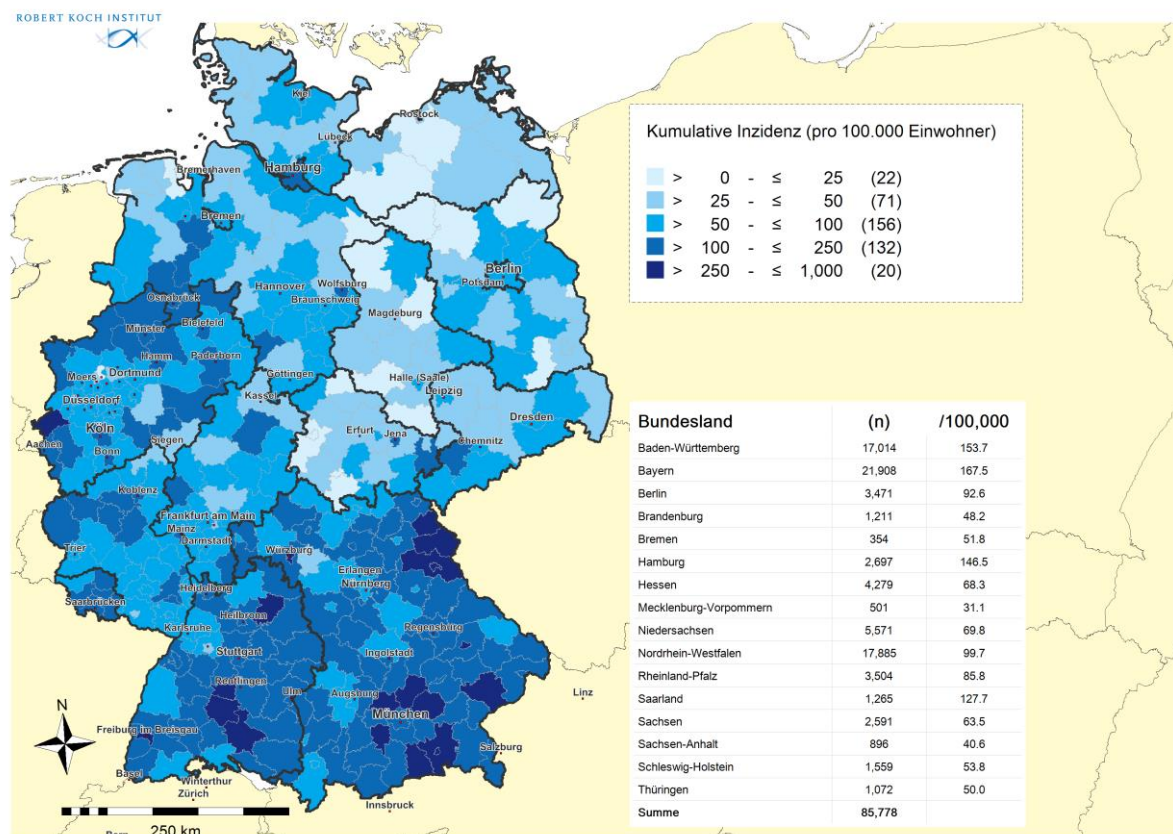 ROBERT KOCH INSTITUT
Kiel
Rostock
Lübeck
Hamburg
Bremerhaven
Bremen
Berlin
Potsdam
Wolfsburg
Hannover
Braunschweig
Magdeburg
Osnabrück
Münster
Bielefeld
Hamm
Paderborn
Moers
Dortmund
Göttingen
Halle (Saale)
Leipzig
Düsseldorf
Kassel
Dresden
Köln
Erfurt
Jena
Chemnitz
Aachen
Bonn
Siegen
Koblenz
Frankfurt am Main
Mainz
Darmstadt
Trier
Würzburg
Erlangen
Nürnberg
Saarbrücken
Heidelberg
Heilbronn
Karlsruhe
Regensburg
Stuttgart
Ingolstadt
Reutlingen
Ulm
Augsburg
München
Linz
Freiburg im Breisgau
Salzburg
Basel
Winterthur
Zürich
Innsbruck
Bern
N
250 km
Kumulative Inzidenz (pro 100.000 Einwohner)
> 0 - ≤ 25 (22)
> 25 - ≤ 50 (71)
> 50 - ≤ 100 (156)
> 100 - ≤ 250 (132)
> 250 - ≤ 1,000 (20)
Bundesland (n) /100,000
Baden-Württemberg 17,014 153.7
Bayern 21,908 167.5
Berlin 3,471 92.6
Brandenburg 1,211 48.2
Bremen 354 51.8
Hamburg 2,697 146.5
Hessen 4,279 68.3
Mecklenburg-Vorpommern 501 31.1
Niedersachsen 5,571 69.8
Nordrhein-Westfalen 17,885 99.7
Rheinland-Pfalz 3,504 85.8
Saarland 1,265 127.7
Sachsen 2,591 63.5
Sachsen-Anhalt 896 40.6
Schleswig-Holstein 1,559 53.8
Thüringen 1,072 50.0
Summe 85,778